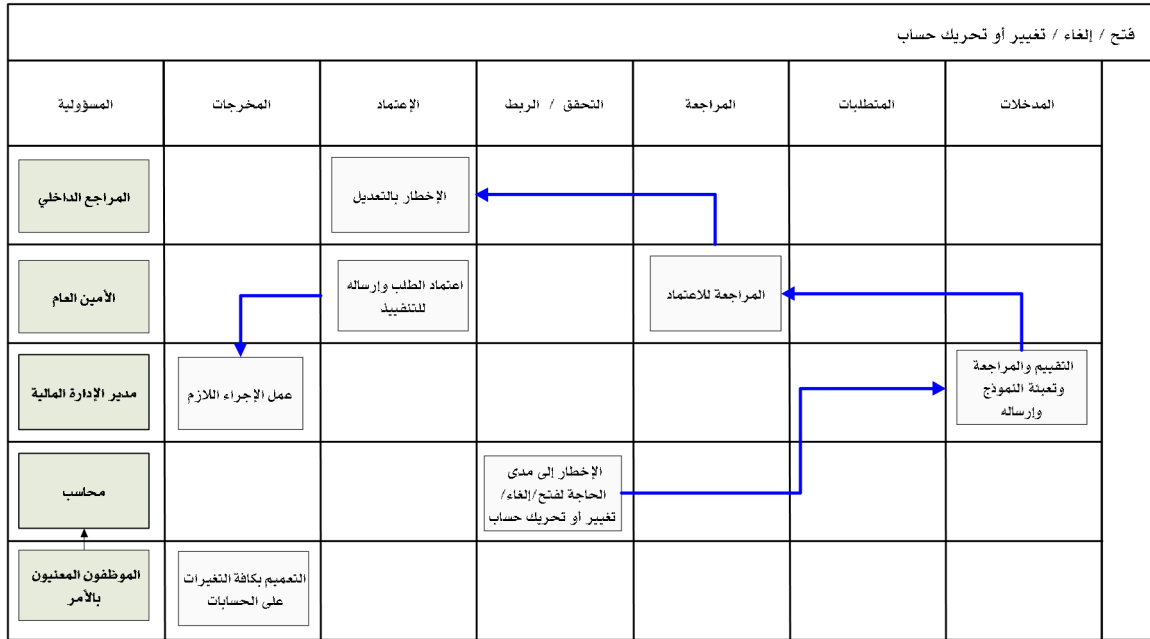 فتح / إلغاء / تغيير أو تحريك حساب
المدخلات
المتطلبات
المراجعة
التحقق / الربط
الإعتماد
المخرجات
المسؤولية
الإخطار بالتعديل
المراجع الداخلي
المراجعة للاعتماد
اعتماد الطلب وإرساله
للتنفييذ
الأمين العام
التقييم والمراجعة
وتعبئة النموذج
وإرساله
عمل الإجراء اللازم
مدير الإدارة المالية
الإخطار إلى مدى
الحاجة لفتح/إلغاء/
تغيير أو تحريك حساب
محاسب
التعميم بكافة التغيرات
على الحسابات
الموظفون المعنيون
بالأمر